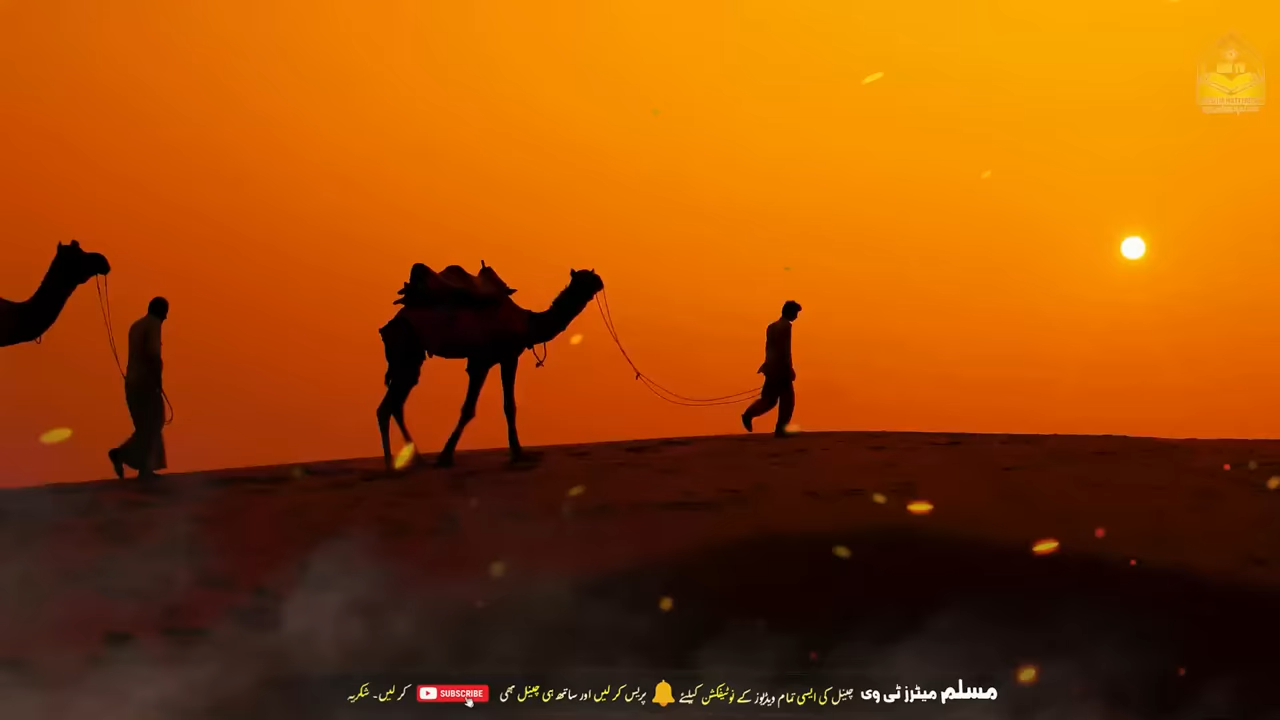 مسلم میٹرز ٹی وی چینل کی ایسی تمام ویڈیوز کے نوٹیفکیشن کیلئے پریس کر لیں اور ساتھ ہی چینل بھی SUBSCRIBE کر لیں۔ شکریہ